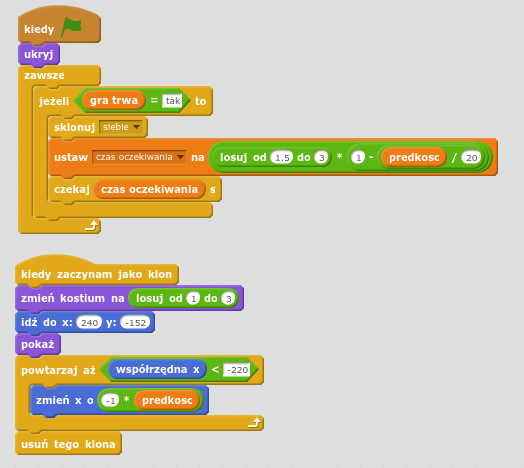 kiedy
ukryj
zawsze
jeżeli gra trwa = tak to
sklonuj siebie
ustaw czas oczekiwania na losuj od 1.5 do 3 * 1 - predkosc / 20
czekaj czas oczekiwania s
kiedy zaczynam jako klon
zmień kostium na losuj od 1 do 3
idź do x: 240 y: -152
pokaż
powtarzaj aż współrzędna x < -220
zmień x o -1 * predkosc
usuń tego klona